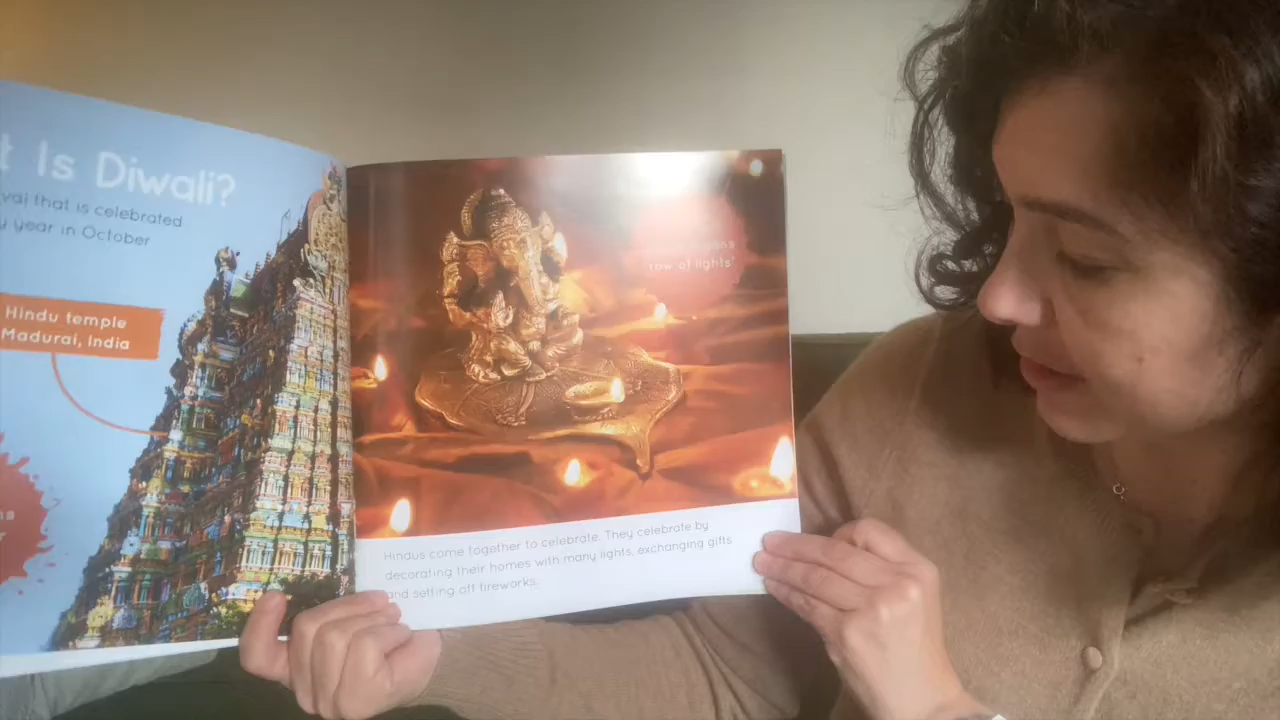 t Is Diwali?
val that is celebrated
y year in October
Hindu temple
Madurai, India
row of lights'
Hindus come together to celebrate. They celebrate by
decorating their homes with many lights, exchanging gifts
and setting off fireworks.